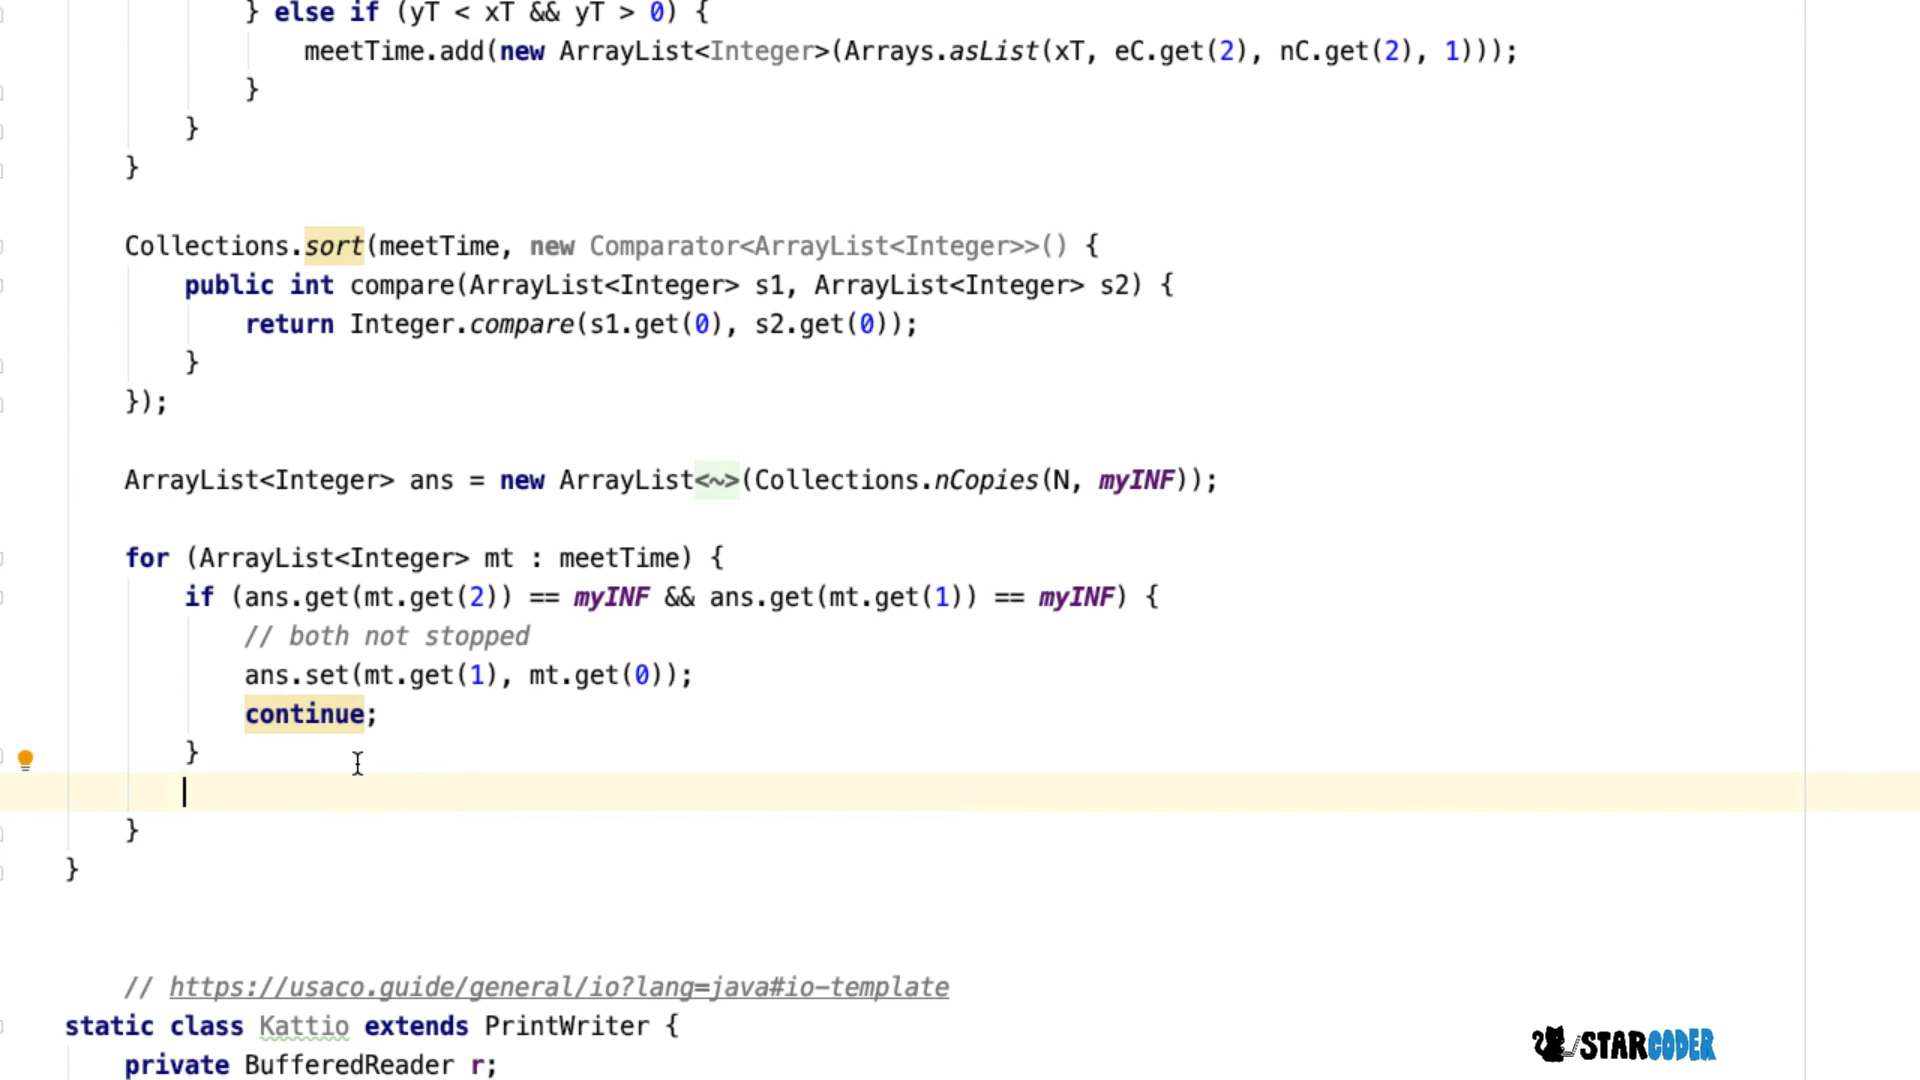 } else if (yT < xT && yT > 0) {
meetTime.add(new ArrayList<Integer>(Arrays.asList(xT, eC.get(2), nC.get(2), 1)));
}
}
}
Collections.sort(meetTime, new Comparator<ArrayList<Integer>>() {
public int compare(ArrayList<Integer> s1, ArrayList<Integer> s2) {
return Integer.compare(s1.get(0), s2.get(0));
}
});
ArrayList<Integer> ans = new ArrayList<~>(Collections.nCopies(N, myINF));
for (ArrayList<Integer> mt : meetTime) {
if (ans.get(mt.get(2)) == myINF && ans.get(mt.get(1)) == myINF) {
// both not stopped
ans.set(mt.get(1), mt.get(0));
continue;
}
}
}
// https://usaco.guide/general/io?lang=java#io-template
static class Kattio extends PrintWriter {
private BufferedReader r;
STARCODER